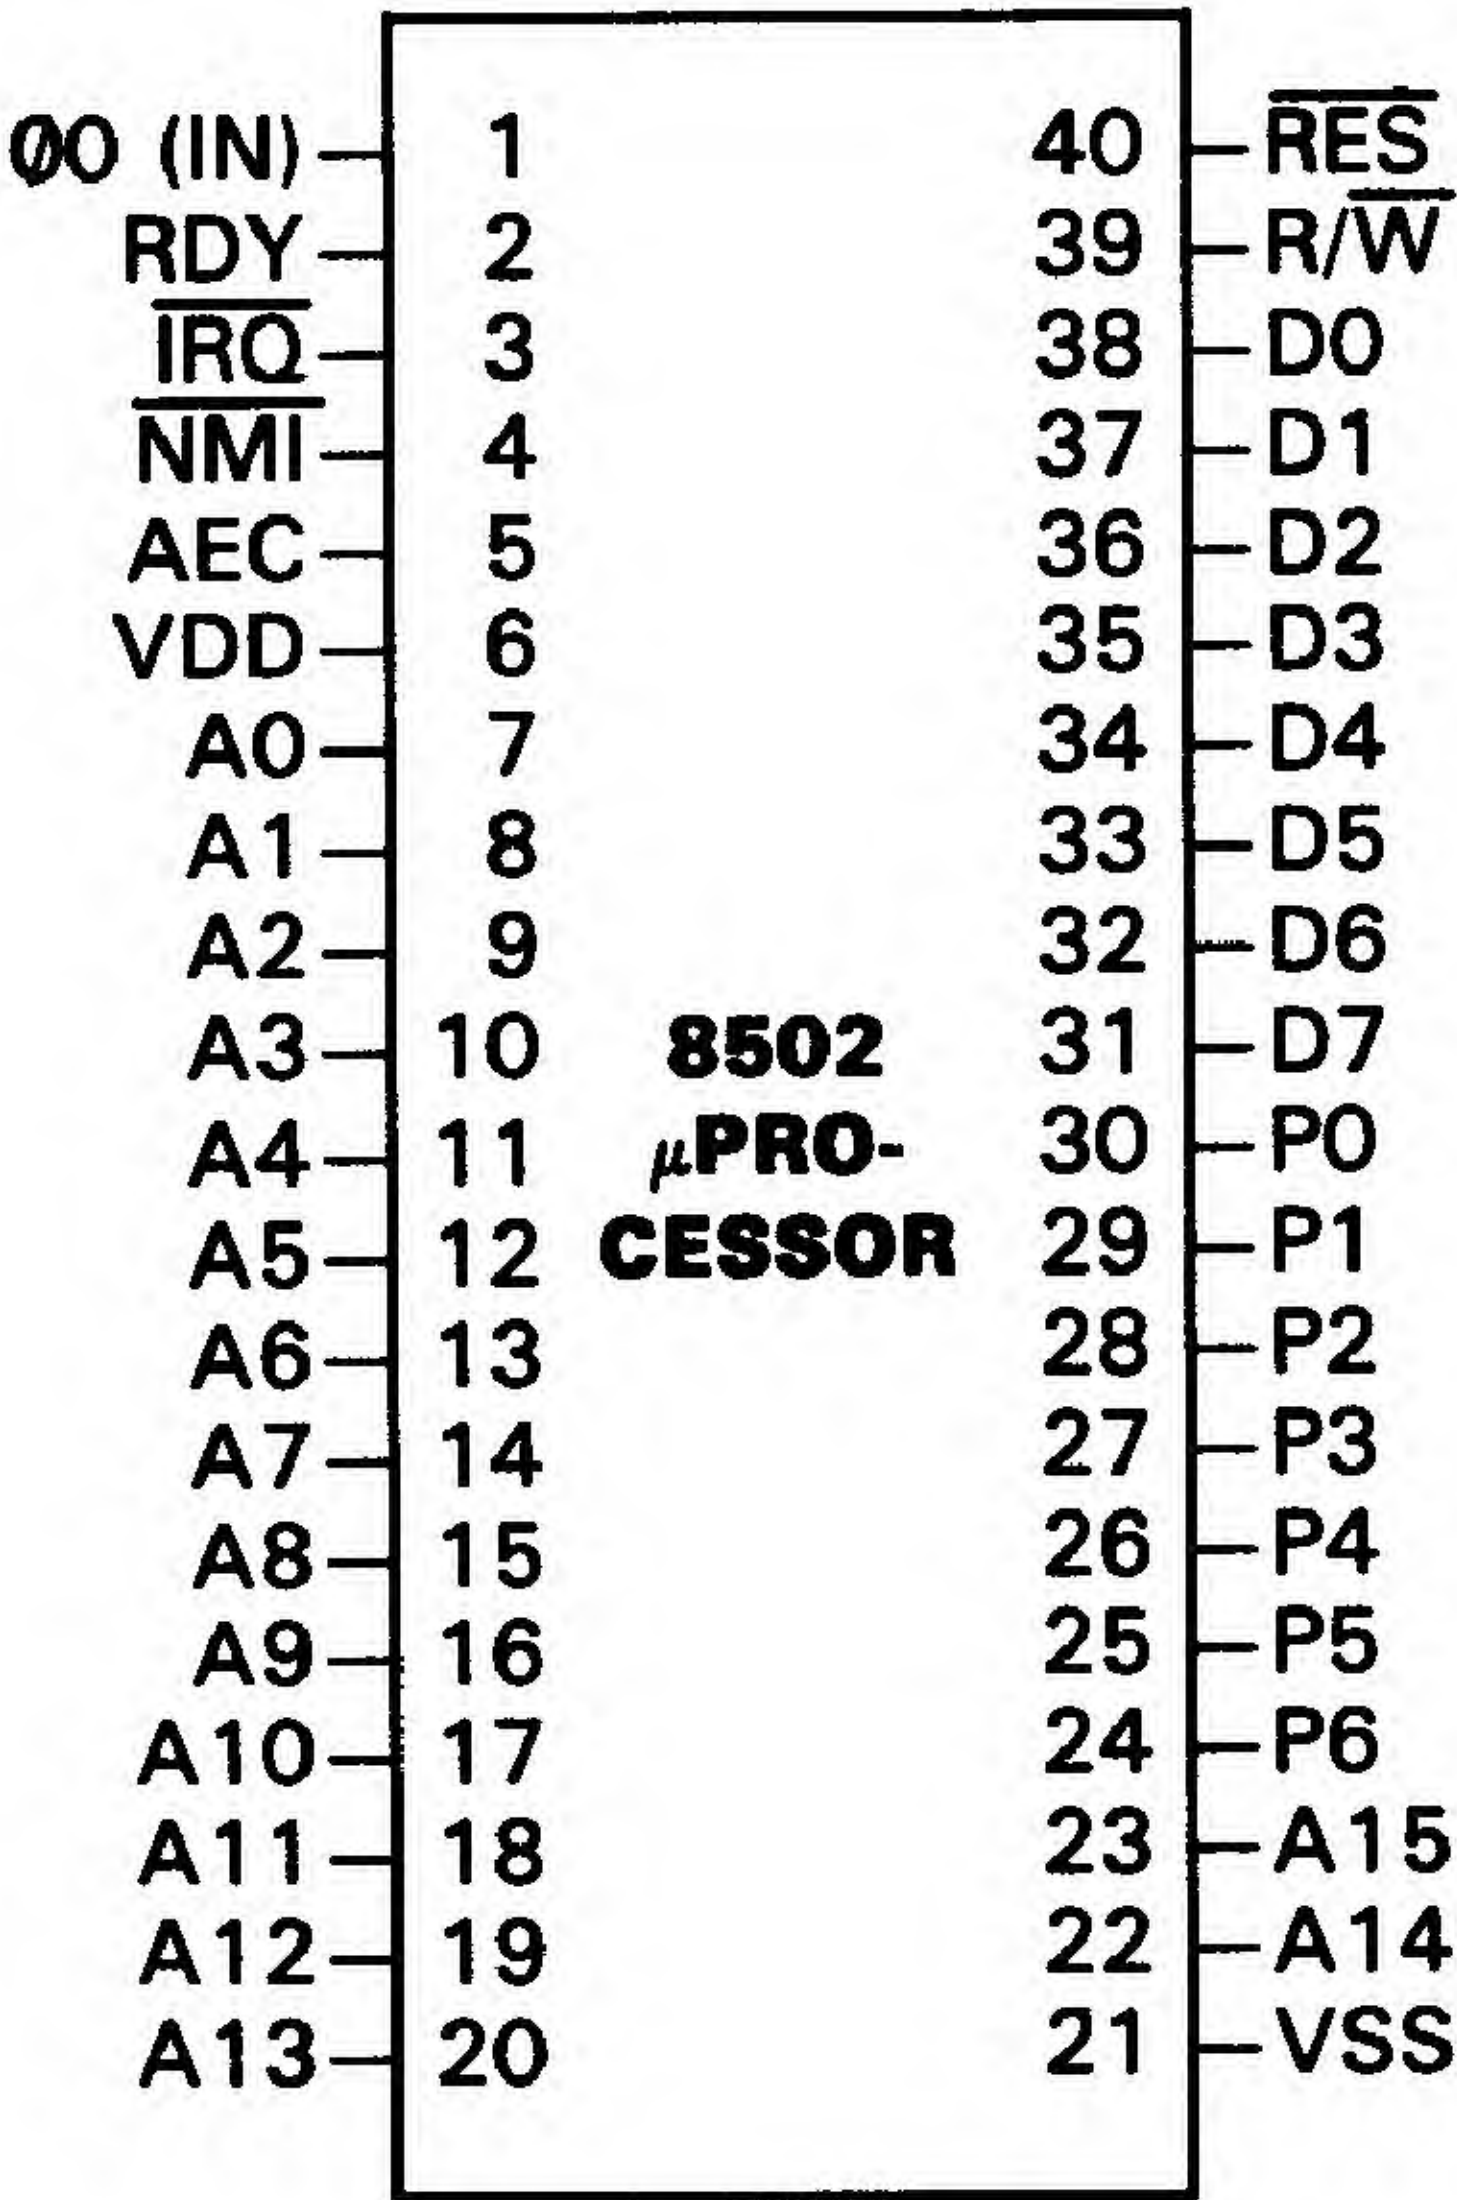 Ø0 (IN) 1 40 R̅E̅S̅
RDY 2 39 R/W̅
I̅R̅Q̅ 3 38 D0
N̅M̅I̅ 4 37 D1
AEC 5 36 D2
VDD 6 35 D3
A0 7 34 D4
A1 8 33 D5
A2 9 32 D6
A3 10 8502 31 D7
A4 11 μPRO- 30 P0
A5 12 CESSOR 29 P1
A6 13 28 P2
A7 14 27 P3
A8 15 26 P4
A9 16 25 P5
A10 17 24 P6
A11 18 23 A15
A12 19 22 A14
A13 20 21 VSS